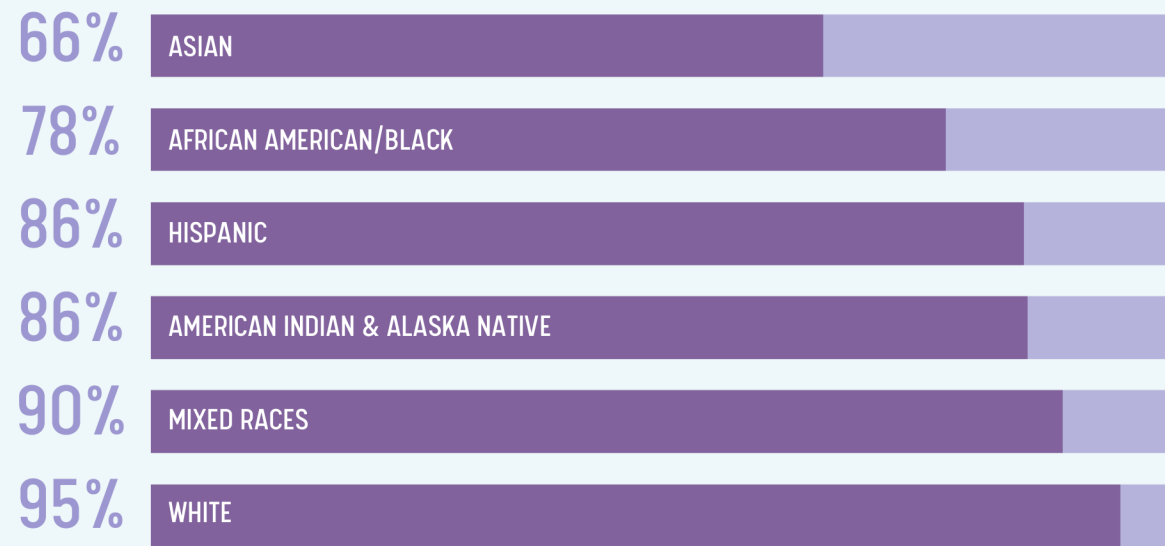 66% ASIAN
78% AFRICAN AMERICAN/BLACK
86% HISPANIC
86% AMERICAN INDIAN & ALASKA NATIVE
90% MIXED RACES
95% WHITE